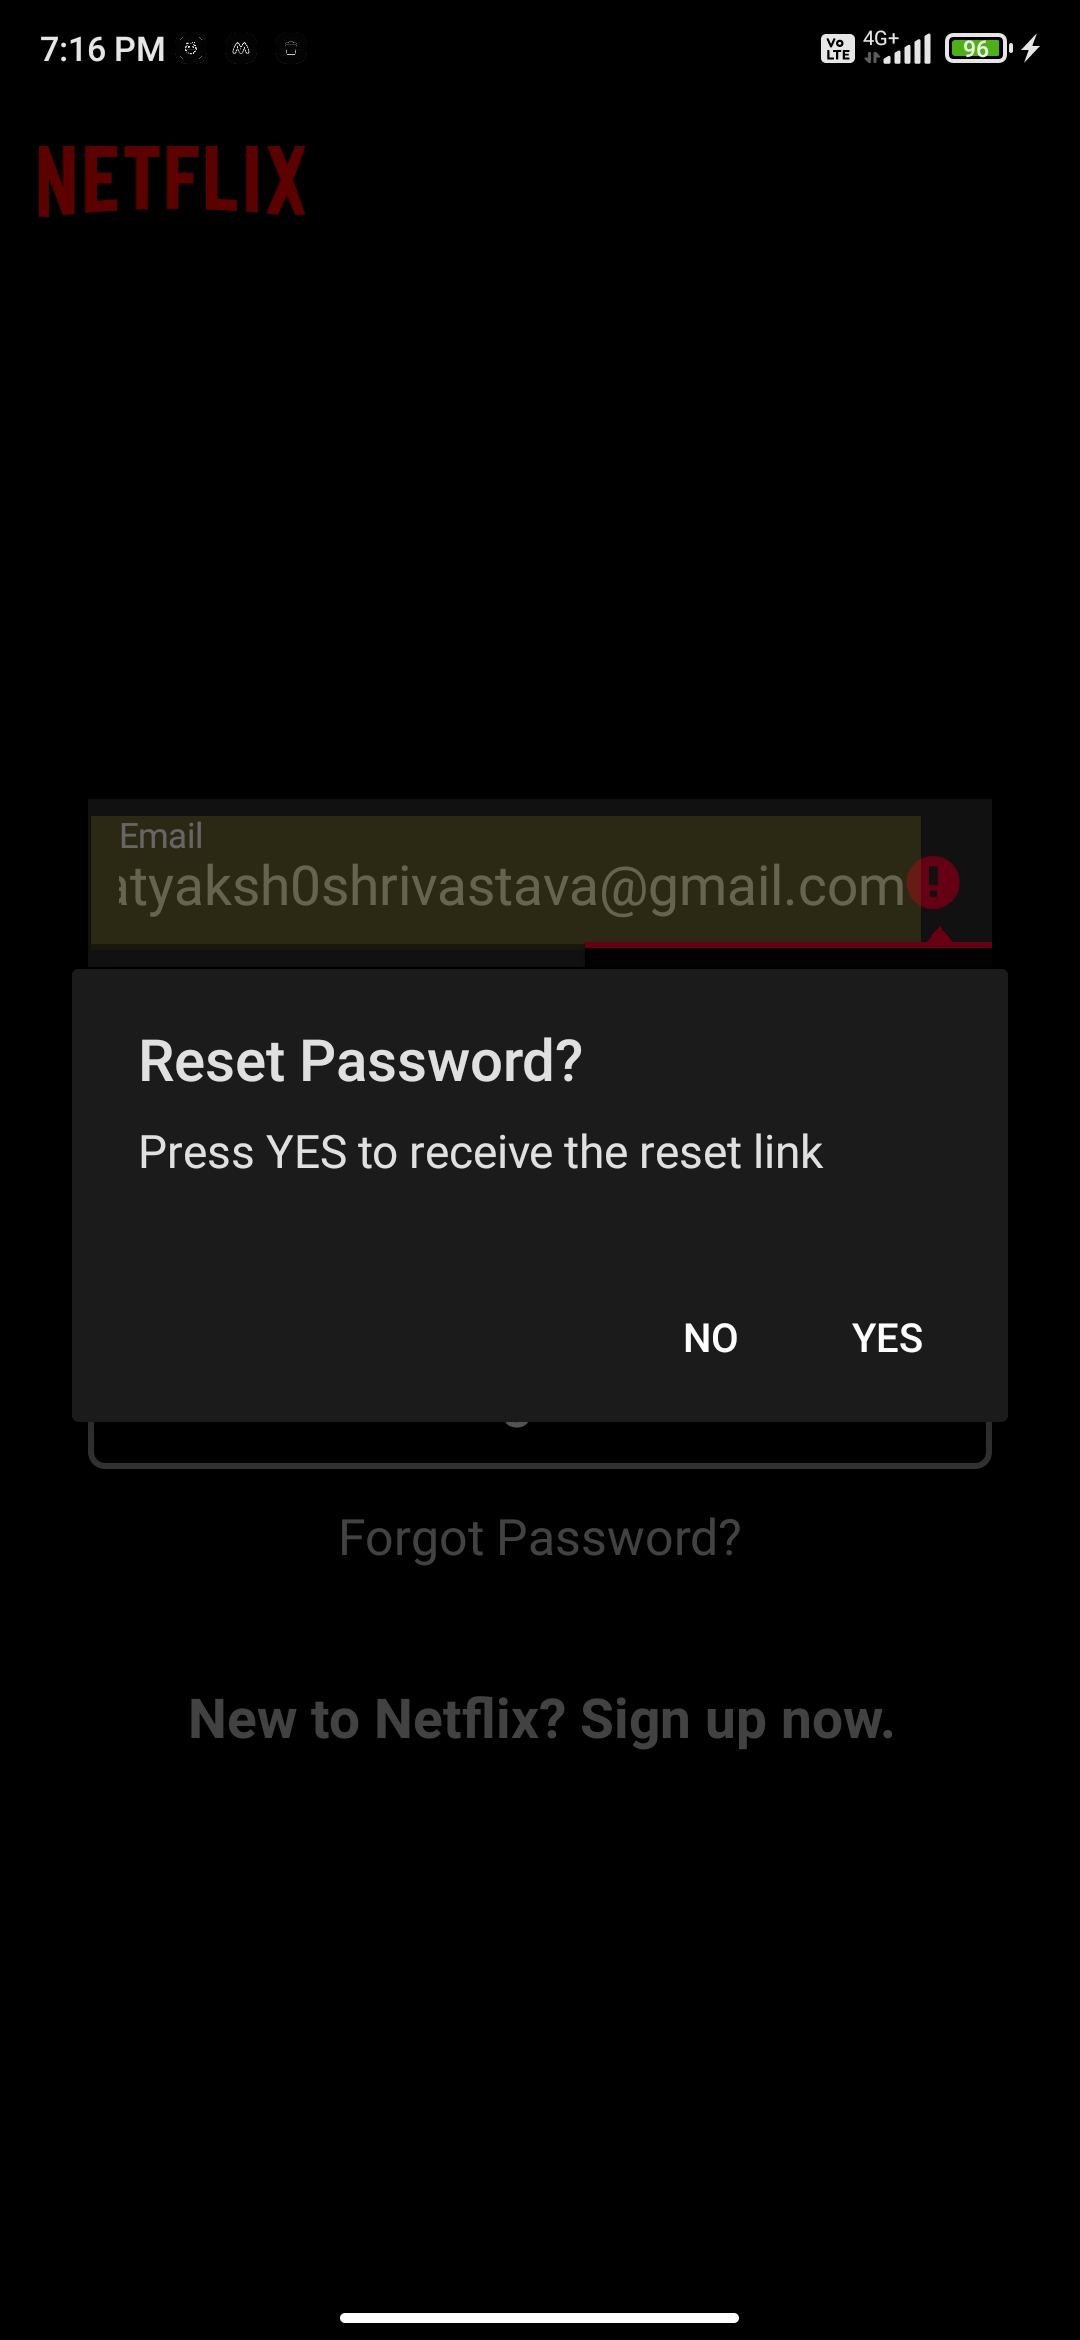 7:16 PM
Vo LTE
4G+
96
NETFLIX
Email
atyaksh0shrivastava@gmail.com
Reset Password?
Press YES to receive the reset link
NO YES
Forgot Password?
New to Netflix? Sign up now.